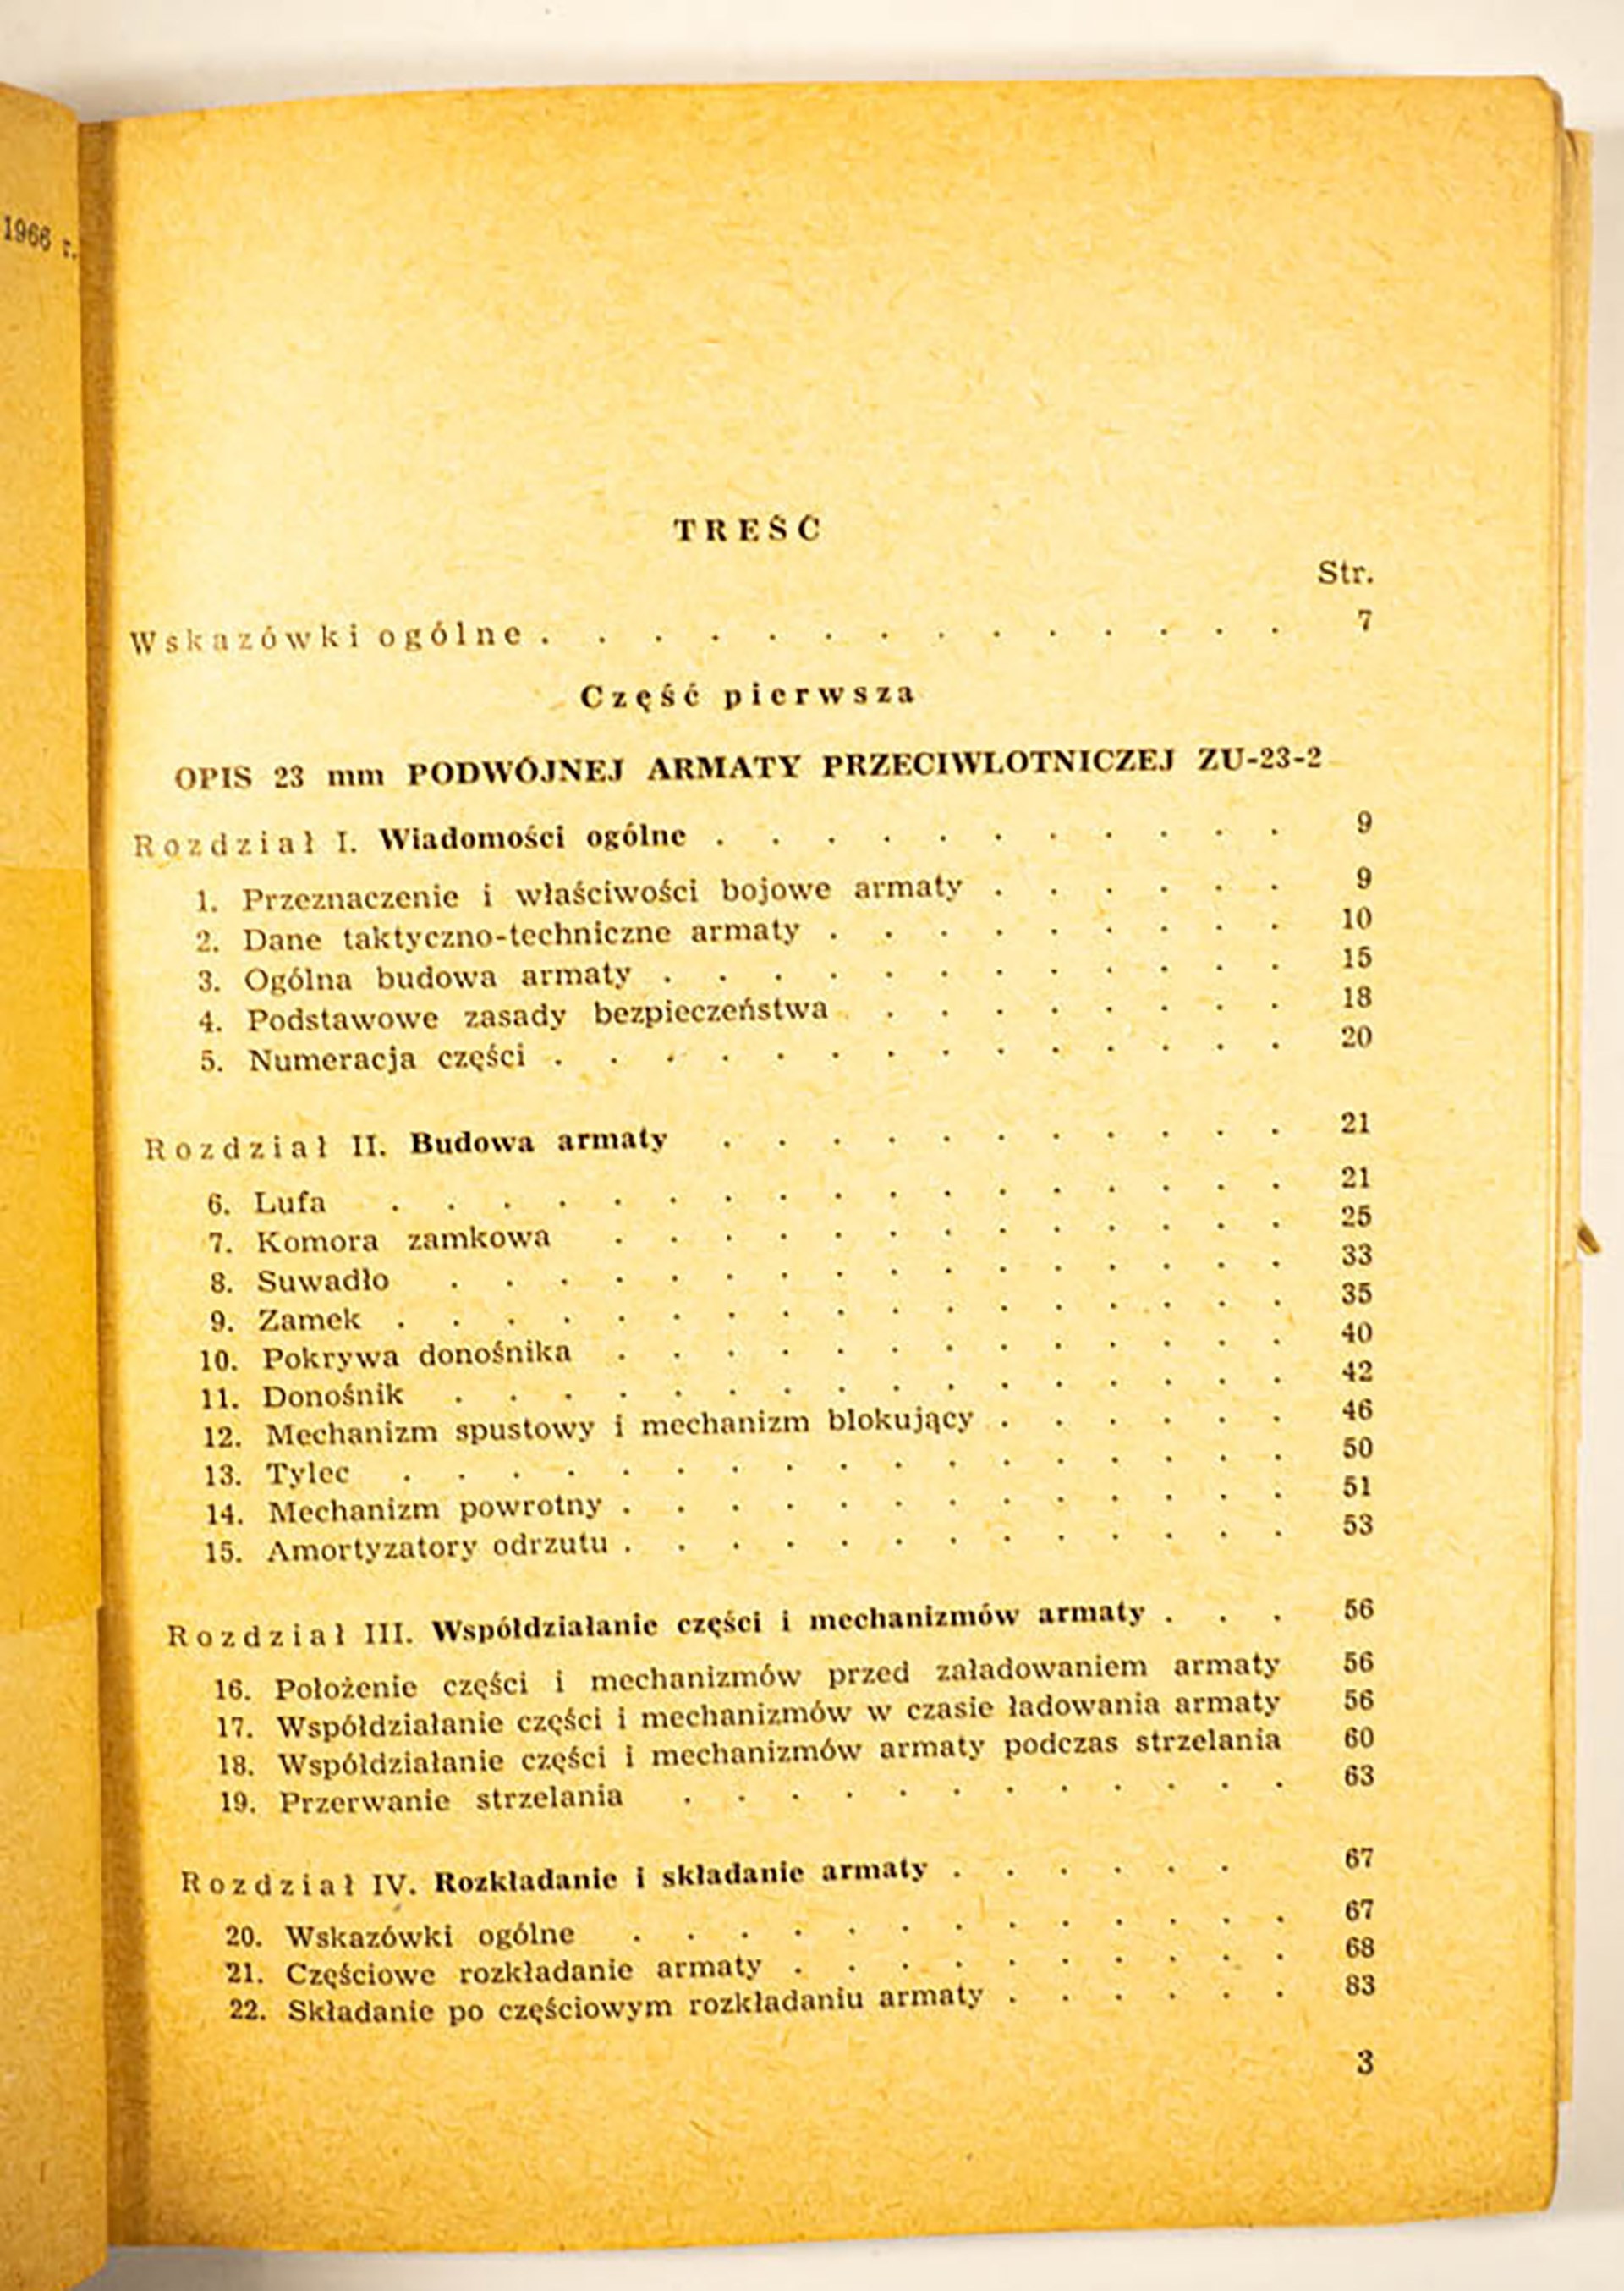 1966 r.
TREŚĆ
Str.
Wskazówki ogólne . . . . . . . . . . . . . . 7
Część pierwsza
OPIS 23 mm PODWÓJNEJ ARMATY PRZECIWLOTNICZEJ ZU-23-2
Rozdział I. Wiadomości ogólne . . . . . . . . . . . 9
1. Przeznaczenie i właściwości bojowe armaty . . . . . . 9
2. Dane taktyczno-techniczne armaty . . . . . . . . . 10
3. Ogólna budowa armaty . . . . . . . . . . . . 15
4. Podstawowe zasady bezpieczeństwa . . . . . . . . 18
5. Numeracja części . . . . . . . . . . . . . . 20
Rozdział II. Budowa armaty . . . . . . . . . . . 21
6. Lufa . . . . . . . . . . . . . . . . . 21
7. Komora zamkowa . . . . . . . . . . . . . 25
8. Suwadło . . . . . . . . . . . . . . . . 33
9. Zamek . . . . . . . . . . . . . . . . . 35
10. Pokrywa donośnika . . . . . . . . . . . . . 40
11. Donośnik . . . . . . . . . . . . . . . . 42
12. Mechanizm spustowy i mechanizm blokujący . . . . . . 46
13. Tylec . . . . . . . . . . . . . . . . . 50
14. Mechanizm powrotny . . . . . . . . . . . . . 51
15. Amortyzatory odrzutu . . . . . . . . . . . . . 53
Rozdział III. Współdziałanie części i mechanizmów armaty . . . 56
16. Położenie części i mechanizmów przed załadowaniem armaty 56
17. Współdziałanie części i mechanizmów w czasie ładowania armaty 56
18. Współdziałanie części i mechanizmów armaty podczas strzelania 60
19. Przerwanie strzelania . . . . . . . . . . . . 63
Rozdział IV. Rozkładanie i składanie armaty . . . . . . 67
20. Wskazówki ogólne . . . . . . . . . . . . . 67
21. Częściowe rozkładanie armaty . . . . . . . . . . 68
22. Składanie po częściowym rozkładaniu armaty . . . . . . 83
3